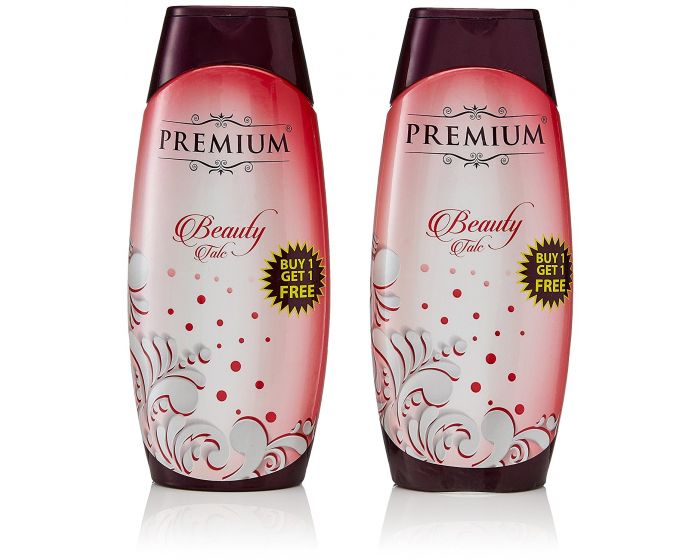 PREMIUM®
Beauty
Talc
BUY 1
GET 1
FREE
PREMIUM®
Beauty
Talc
BUY 1
GET 1
FREE